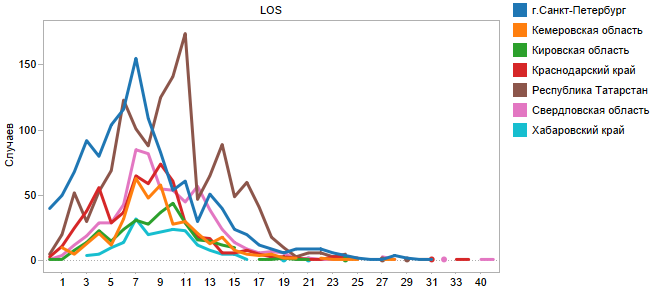 LOS
Случаев
150
100
50
0
1 3 5 7 9 11 13 15 17 19 21 23 25 27 29 31 33 40
г.Санкт-Петербург
Кемеровская область
Кировская область
Краснодарский край
Республика Татарстан
Свердловская область
Хабаровский край